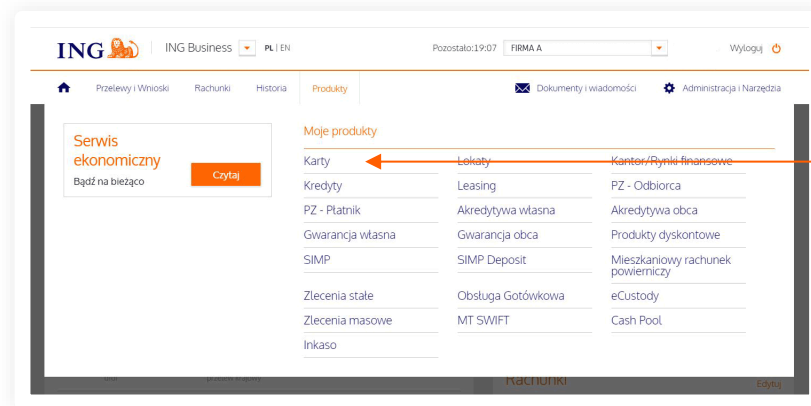 ING ING Business PL | EN Pozostało:19:07 FIRMA A Wyloguj
Przelewy i Wnioski Rachunki Historia Produkty Dokumenty i wiadomości Administracja i Narzędzia
Serwis
ekonomiczny
Bądź na bieżąco
Czytaj
Moje produkty
Karty Lokaty Kantor/Rynki finansowe
Kredyty Leasing PZ - Odbiorca
PZ - Płatnik Akredytywa własna Akredytywa obca
Gwarancja własna Gwarancja obca Produkty dyskontowe
SIMP SIMP Deposit Mieszkaniowy rachunek
powierniczy
Zlecenia stałe Obsługa Gotówkowa eCustody
Zlecenia masowe MT SWIFT Cash Pool
Inkaso
Rachunki Edytuj